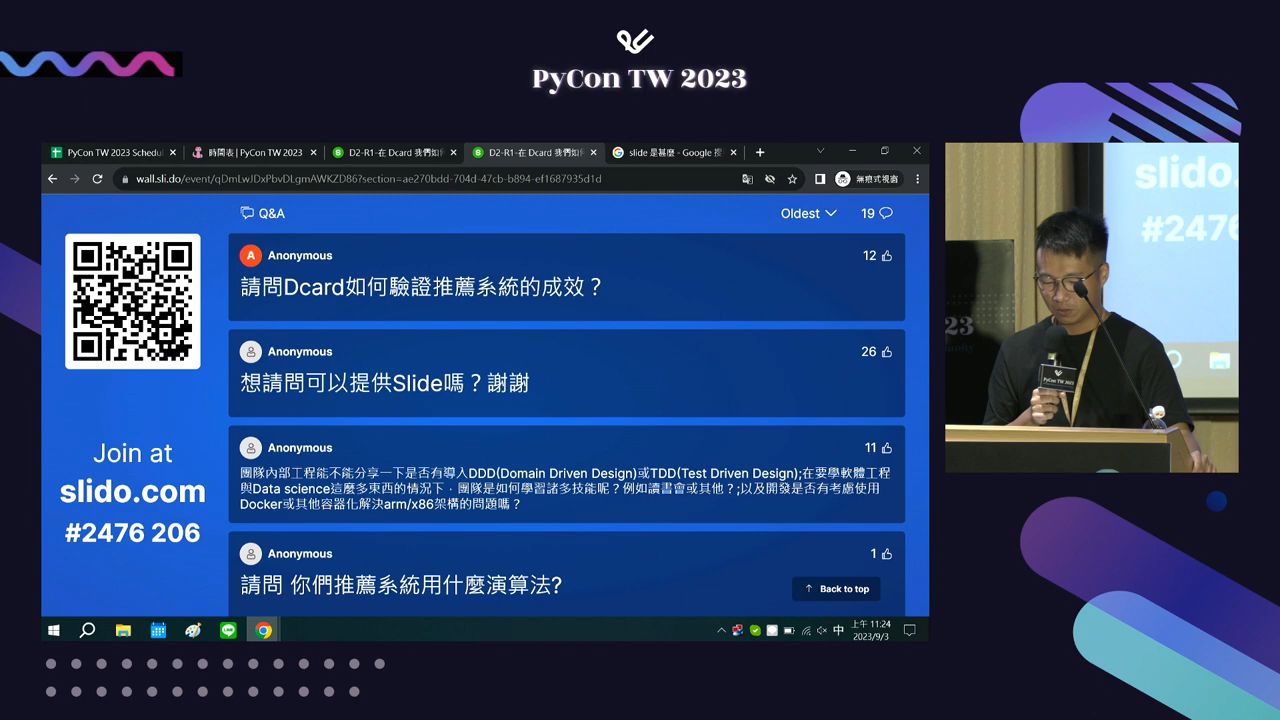 PyCon TW 2023
PyCon TW 2023 Schedul
時間表 | PyCon TW 2023
D2-R1-在 Dcard 我們如何
D2-R1-在 Dcard 我們如何
slide 是甚麼 - Google 搜
wall.sli.do/event/qDmLwJDxPbvDLgmAWKZD86?section=ae270bdd-704d-47cb-b894-ef1687935d1d
無痕式視窗
Q&A
Oldest
19
A
Anonymous
12
請問Dcard如何驗證推薦系統的成效？
Anonymous
26
想請問可以提供Slide嗎？謝謝
Anonymous
11
團隊內部工程能不能分享一下是否有導入DDD(Domain Driven Design)或TDD(Test Driven Design);在要學軟體工程
與Data science這麼多東西的情況下，團隊是如何學習諸多技能呢？例如讀書會或其他？;以及開發是否有考慮使用
Docker或其他容器化解決arm/x86架構的問題嗎？
Anonymous
1
請問 你們推薦系統用什麼演算法?
Back to top
Join at
slido.com
#2476 206
中
上午 11:24
2023/9/3
slido.
#2476
23
PyCon TW 2023